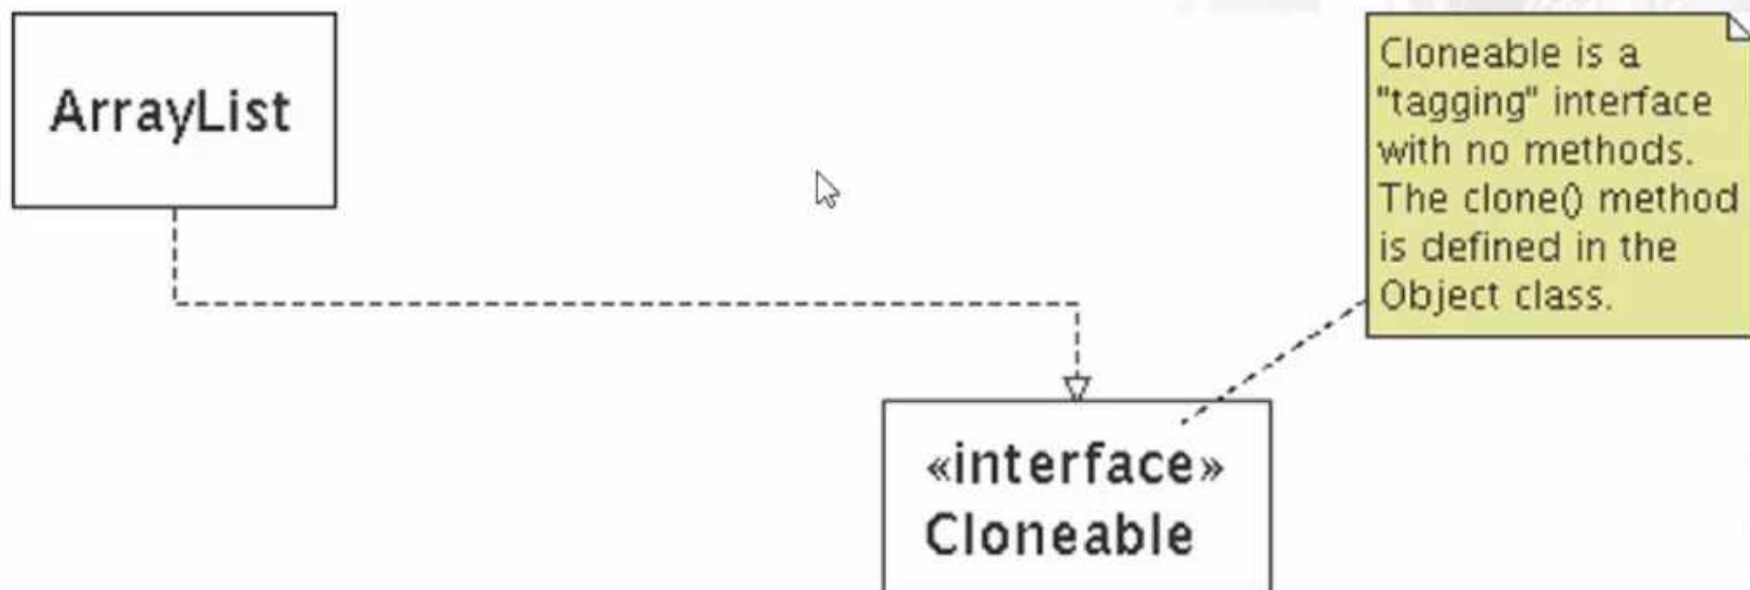 ArrayList
Cloneable is a
"tagging" interface
with no methods.
The clone() method
is defined in the
Object class.
«interface»
Cloneable